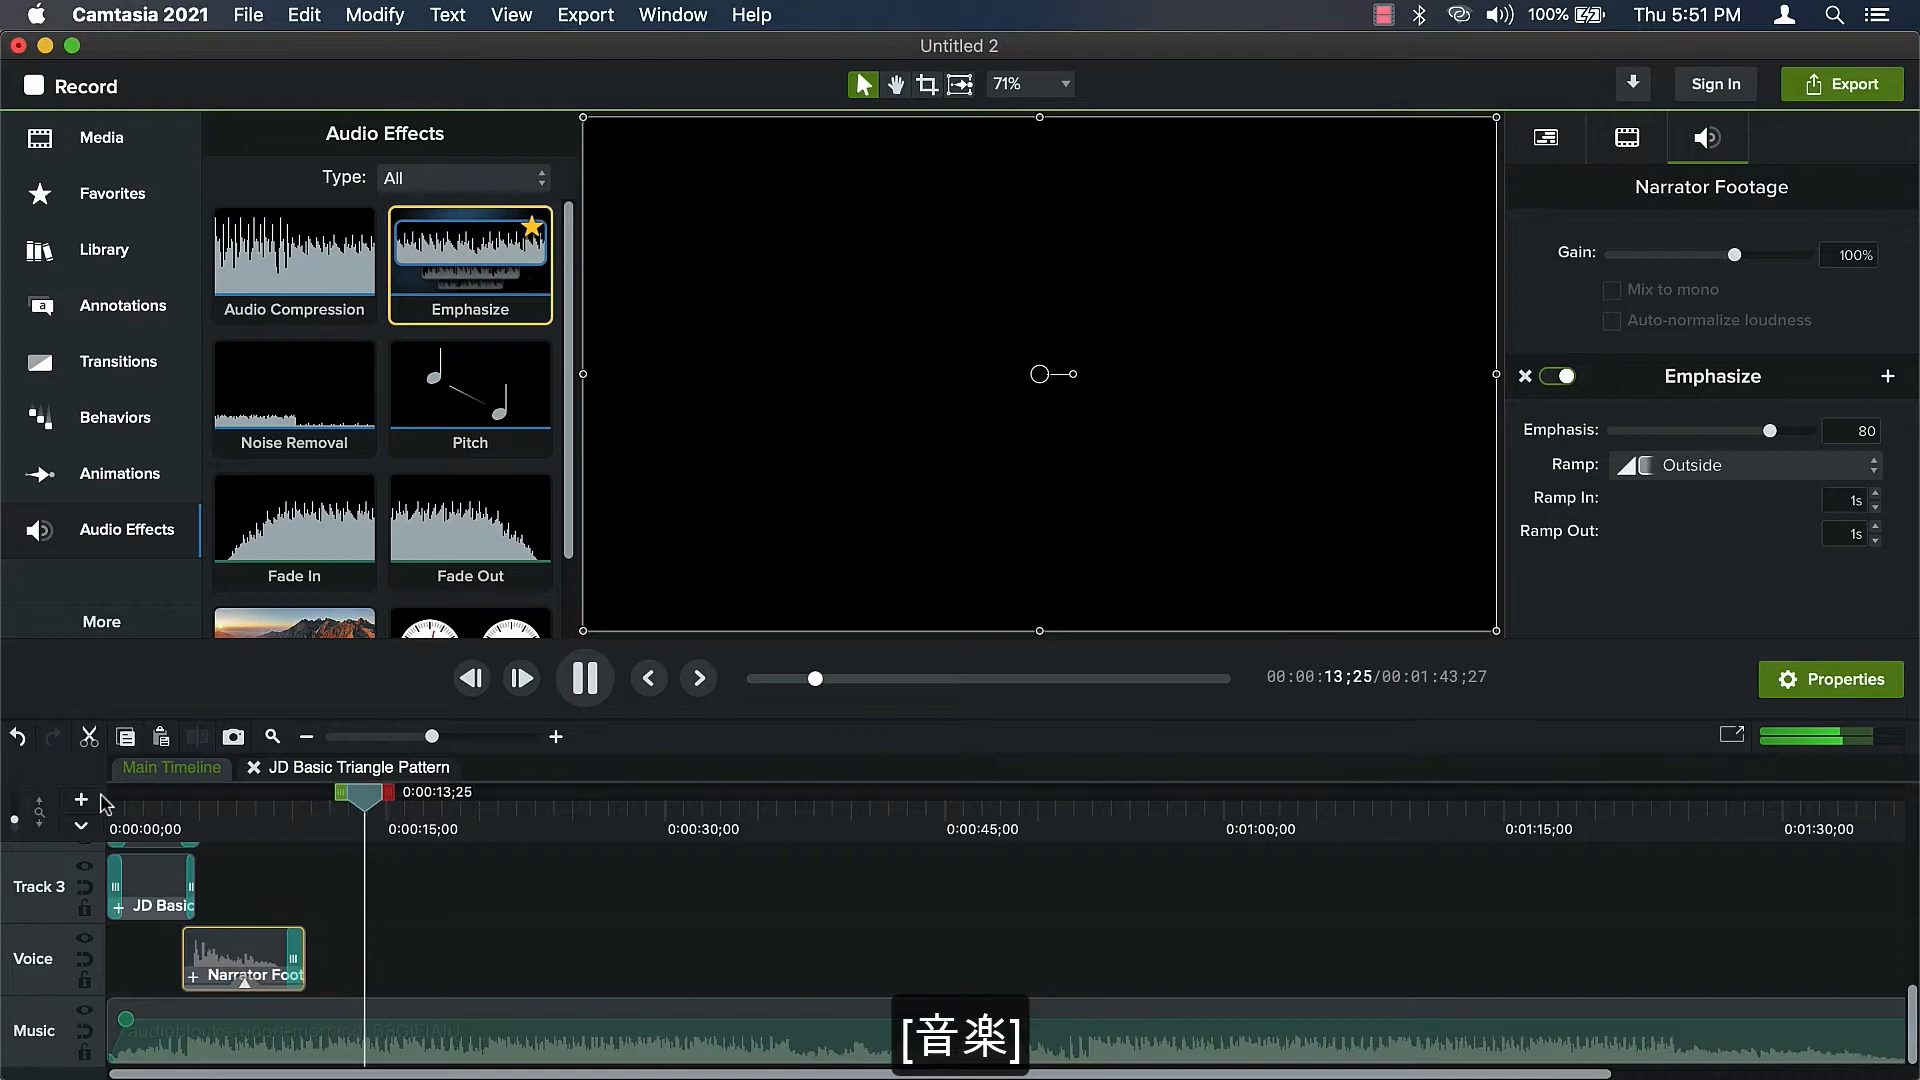 Camtasia 2021 File Edit Modify Text View Export Window Help 100% Thu 5:51 PM
Untitled 2
Record 71% Sign In Export
Media
Favorites
Library
Annotations
Transitions
Behaviors
Animations
Audio Effects
More
Audio Effects
Type: All
Audio Compression Emphasize
Noise Removal Pitch
Fade In Fade Out
Narrator Footage
Gain: 100%
Mix to mono
Auto-normalize loudness
Emphasize
Emphasis: 80
Ramp: Outside
Ramp In: 1s
Ramp Out: 1s
00:00:13;25/00:01:43;27
Properties
Main Timeline JD Basic Triangle Pattern
0:00:13;25
0:00:00;00 0:00:15;00 0:00:30;00 0:00:45;00 0:01:00;00 0:01:15;00 0:01:30;00
Track 3 JD Basic
Voice Narrator Foot
Music
[音楽]